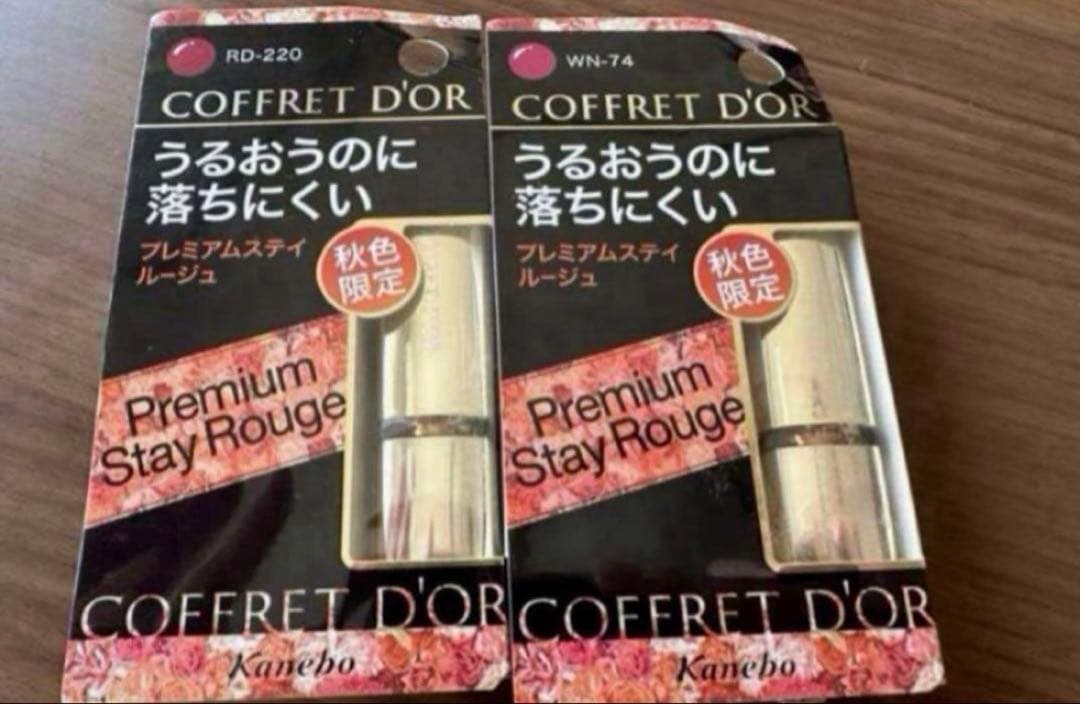 RD-220
COFFRET D'OR
うるおうのに
落ちにくい
プレミアムステイ
ルージュ
秋色
限定
Premium
Stay Rouge
COFFRET D'OR
Kanebo
WN-74
COFFRET D'OR
うるおうのに
落ちにくい
プレミアムステイ
ルージュ
秋色
限定
Premium
Stay Rouge
COFFRET D'OR
Kanebo